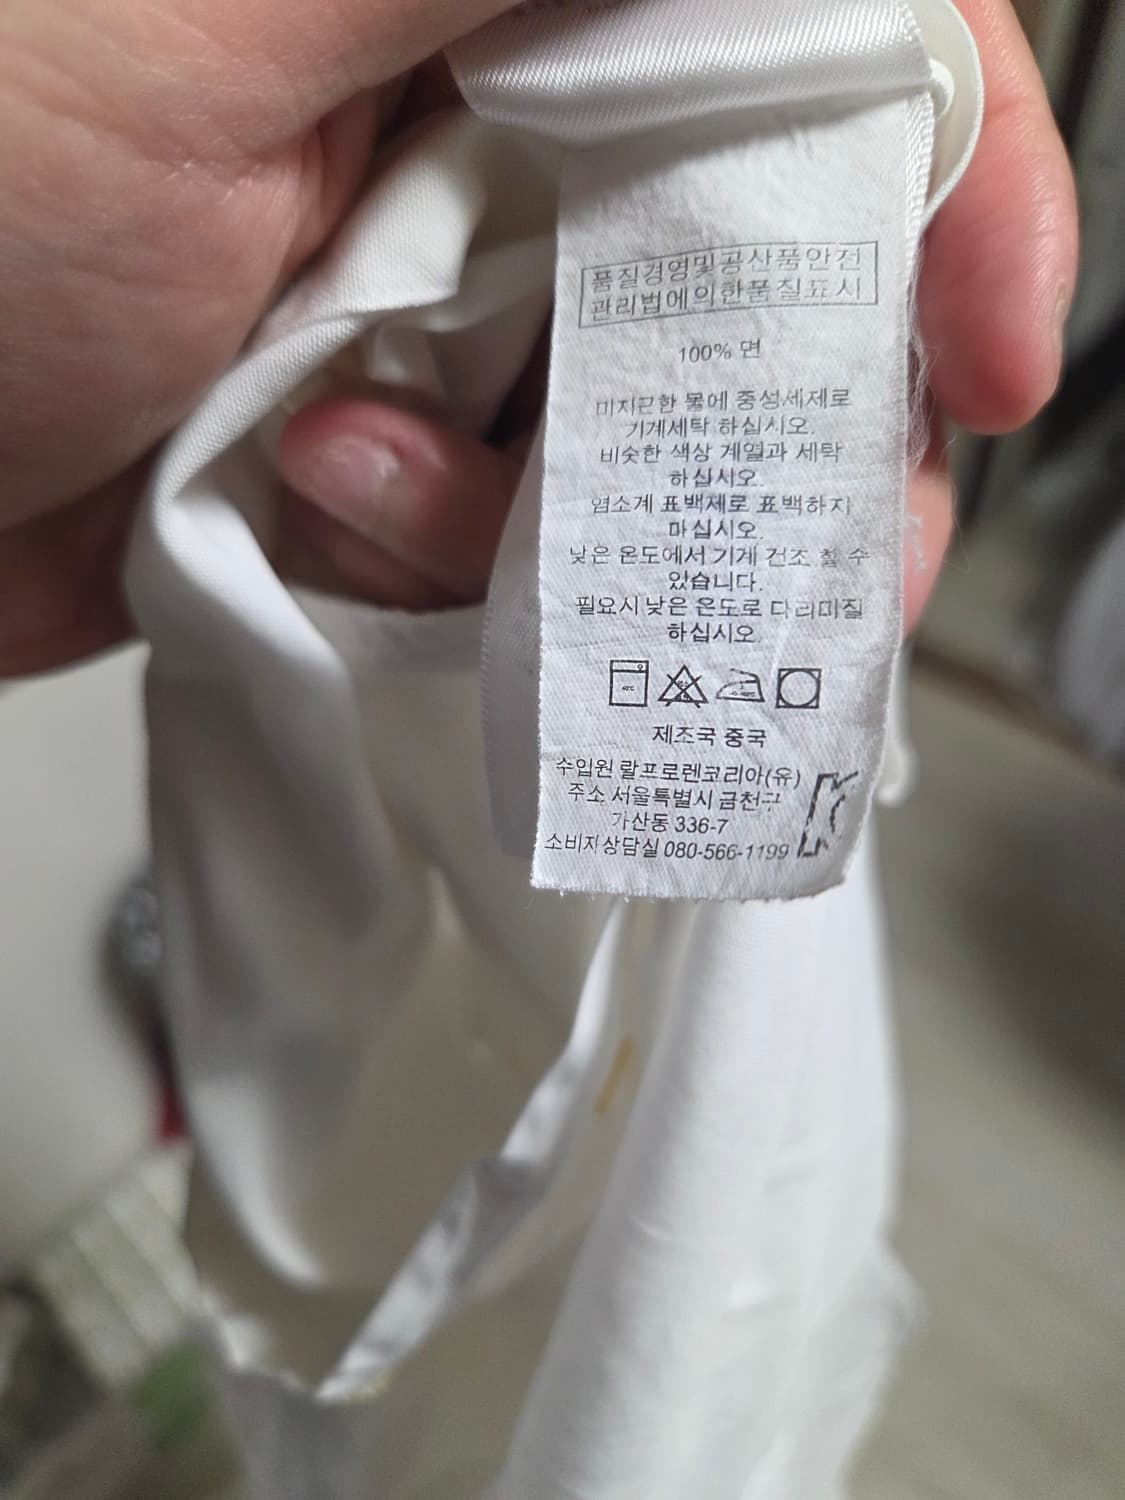 품질경영및공산품안전
관리법에의한품질표시
100% 면
미지근한 물에 중성세제로
기계세탁 하십시오.
비슷한 색상 계열과 세탁
하십시오.
염소계 표백제로 표백하지
마십시오.
낮은 온도에서 기계 건조 할 수
있습니다.
필요시 낮은 온도로 다리미질
하십시오.
40℃
제조국 중국
수입원 랄프로렌코리아(유)
주소 서울특별시 금천구
가산동 336-7
소비자상담실 080-566-1199